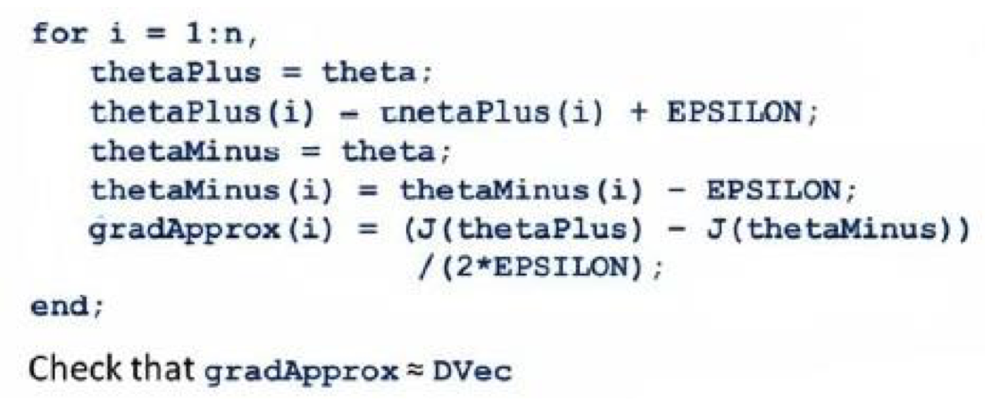 for i = 1:n,
thetaPlus = theta;
thetaPlus(i) = thetaPlus(i) + EPSILON;
thetaMinus = theta;
thetaMinus(i) = thetaMinus(i) - EPSILON;
gradApprox(i) = (J(thetaPlus) - J(thetaMinus))
/(2*EPSILON);
end;
Check that gradApprox ≈ DVec